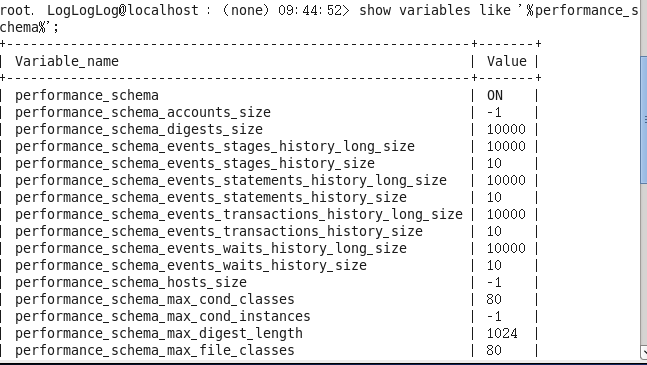 root. LogLogLog@localhost : (none) 09:44:52> show variables like '%performance_s
chema%';
+---------------------------------------------------------+-------+
| Variable_name | Value |
+---------------------------------------------------------+-------+
| performance_schema | ON |
| performance_schema_accounts_size | -1 |
| performance_schema_digests_size | 10000 |
| performance_schema_events_stages_history_long_size | 10000 |
| performance_schema_events_stages_history_size | 10 |
| performance_schema_events_statements_history_long_size | 10000 |
| performance_schema_events_statements_history_size | 10 |
| performance_schema_events_transactions_history_long_size | 10000 |
| performance_schema_events_transactions_history_size | 10 |
| performance_schema_events_waits_history_long_size | 10000 |
| performance_schema_events_waits_history_size | 10 |
| performance_schema_hosts_size | -1 |
| performance_schema_max_cond_classes | 80 |
| performance_schema_max_cond_instances | -1 |
| performance_schema_max_digest_length | 1024 |
| performance_schema_max_file_classes | 80 |